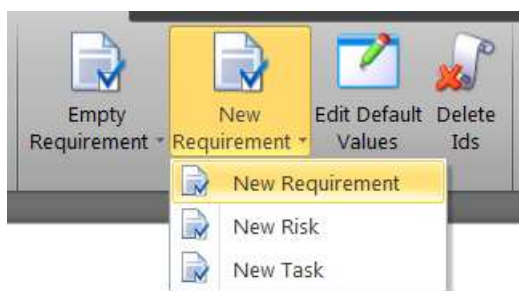 Empty
Requirement
New
Requirement
Edit Default
Values
Delete
Ids
New Requirement
New Risk
New Task